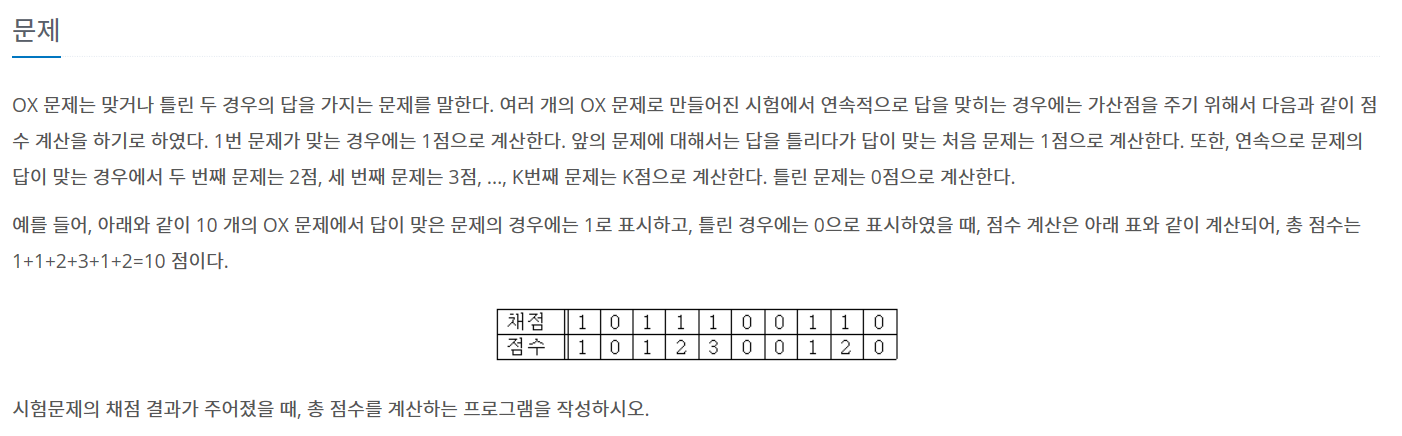 문제
OX 문제는 맞거나 틀린 두 경우의 답을 가지는 문제를 말한다. 여러 개의 OX 문제로 만들어진 시험에서 연속적으로 답을 맞히는 경우에는 가산점을 주기 위해서 다음과 같이 점
수 계산을 하기로 하였다. 1번 문제가 맞는 경우에는 1점으로 계산한다. 앞의 문제에 대해서는 답을 틀리다가 답이 맞는 처음 문제는 1점으로 계산한다. 또한, 연속으로 문제의
답이 맞는 경우에서 두 번째 문제는 2점, 세 번째 문제는 3점, ..., K번째 문제는 K점으로 계산한다. 틀린 문제는 0점으로 계산한다.
예를 들어, 아래와 같이 10 개의 OX 문제에서 답이 맞은 문제의 경우에는 1로 표시하고, 틀린 경우에는 0으로 표시하였을 때, 점수 계산은 아래 표와 같이 계산되어, 총 점수는
1+1+2+3+1+2=10 점이다.
채점 1 0 1 1 1 0 0 1 1 0
점수 1 0 1 2 3 0 0 1 2 0
시험문제의 채점 결과가 주어졌을 때, 총 점수를 계산하는 프로그램을 작성하시오.